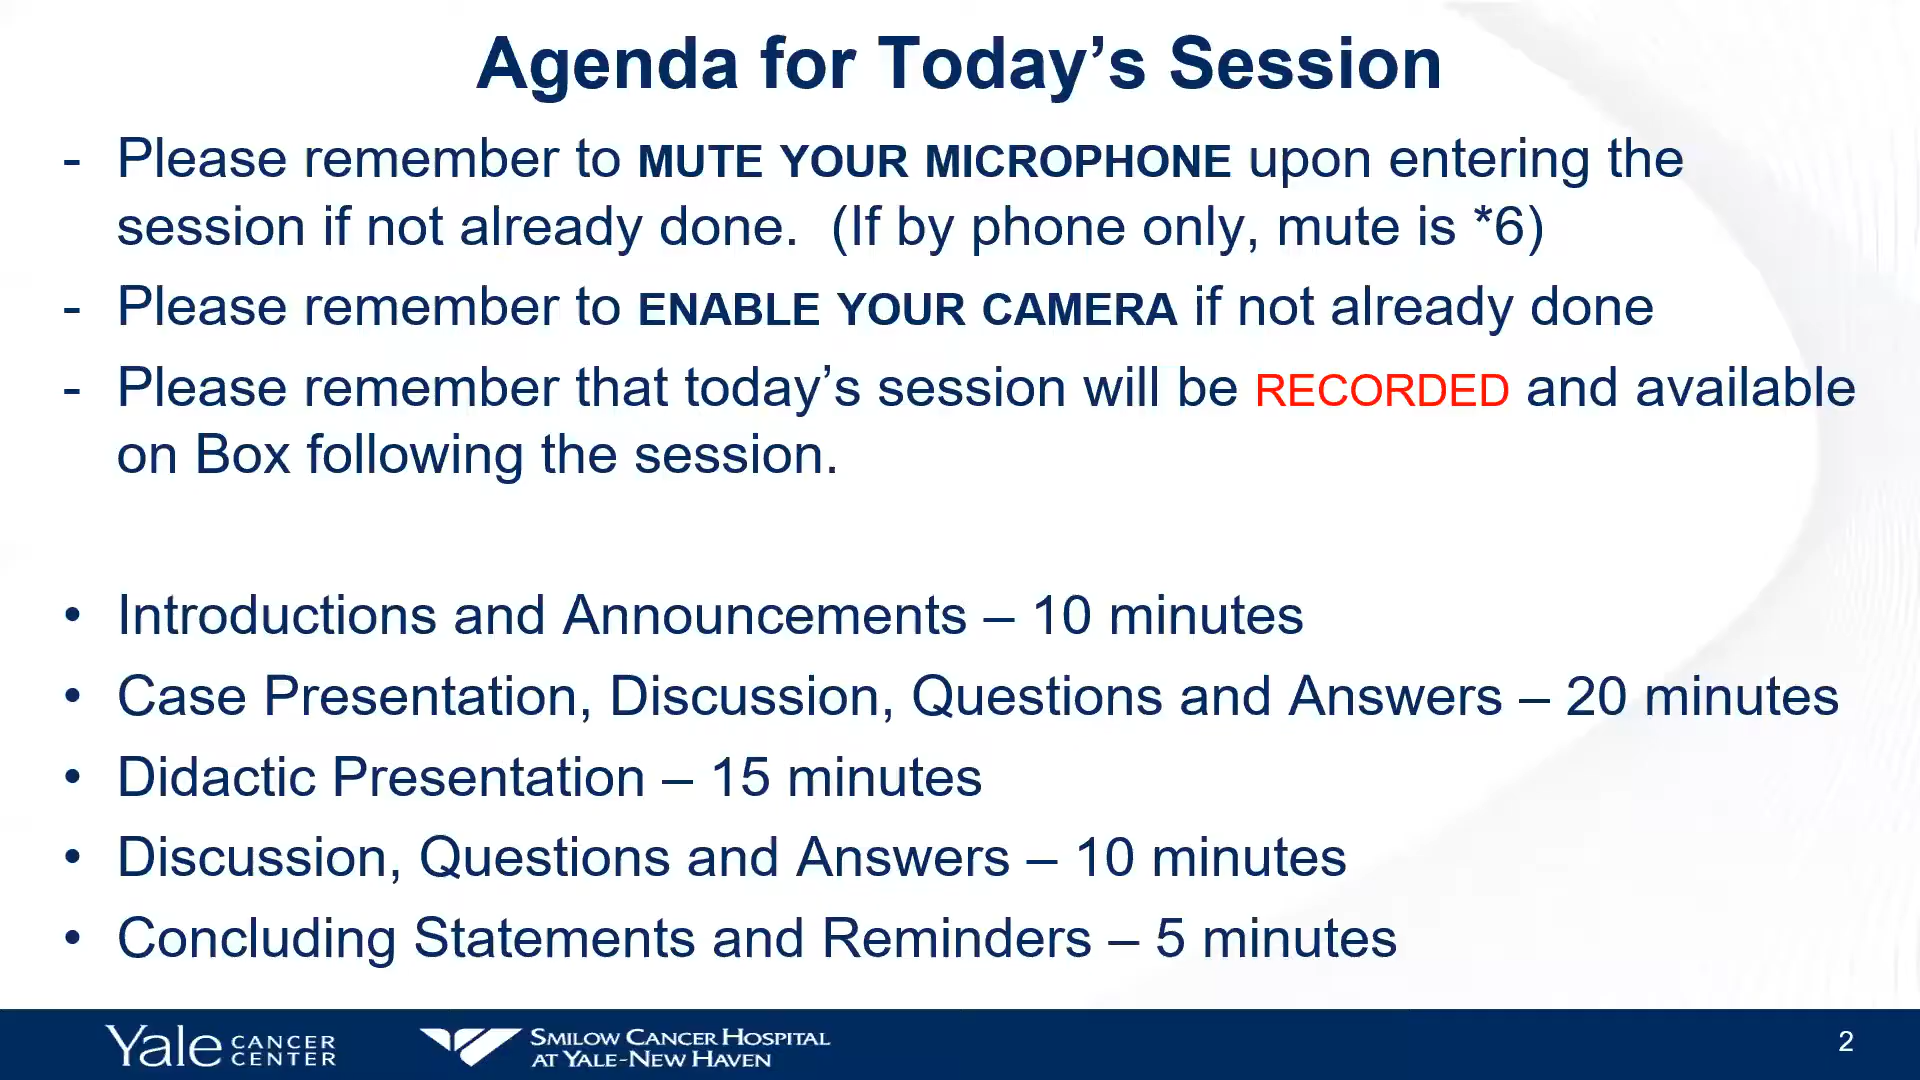 Agenda for Today’s Session
- Please remember to MUTE YOUR MICROPHONE upon entering the
session if not already done.  (If by phone only, mute is *6)
- Please remember to ENABLE YOUR CAMERA if not already done
- Please remember that today’s session will be RECORDED and available
on Box following the session.
• Introductions and Announcements – 10 minutes
• Case Presentation, Discussion, Questions and Answers – 20 minutes
• Didactic Presentation – 15 minutes
• Discussion, Questions and Answers – 10 minutes
• Concluding Statements and Reminders – 5 minutes
Yale CANCER CENTER
SMILOW CANCER HOSPITAL
AT YALE-NEW HAVEN
2